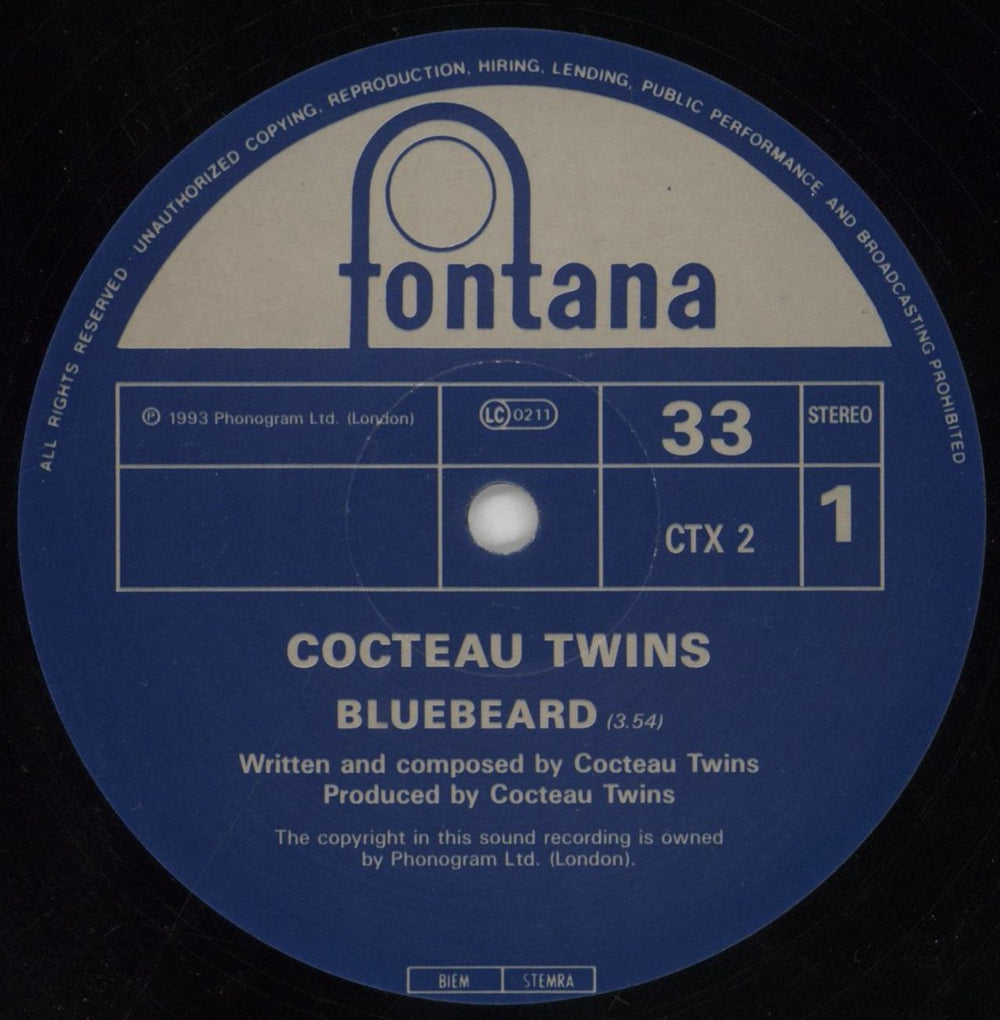 ALL RIGHTS RESERVED · UNAUTHORIZED COPYING, REPRODUCTION, HIRING, LENDING, PUBLIC PERFORMANCE, AND BROADCASTING PROHIBITED ·
fontana
℗ 1993 Phonogram Ltd. (London)
LC 0211
33
STEREO
CTX 2
1
COCTEAU TWINS
BLUEBEARD (3.54)
Written and composed by Cocteau Twins
Produced by Cocteau Twins
The copyright in this sound recording is owned
by Phonogram Ltd. (London).
BIEM STEMRA